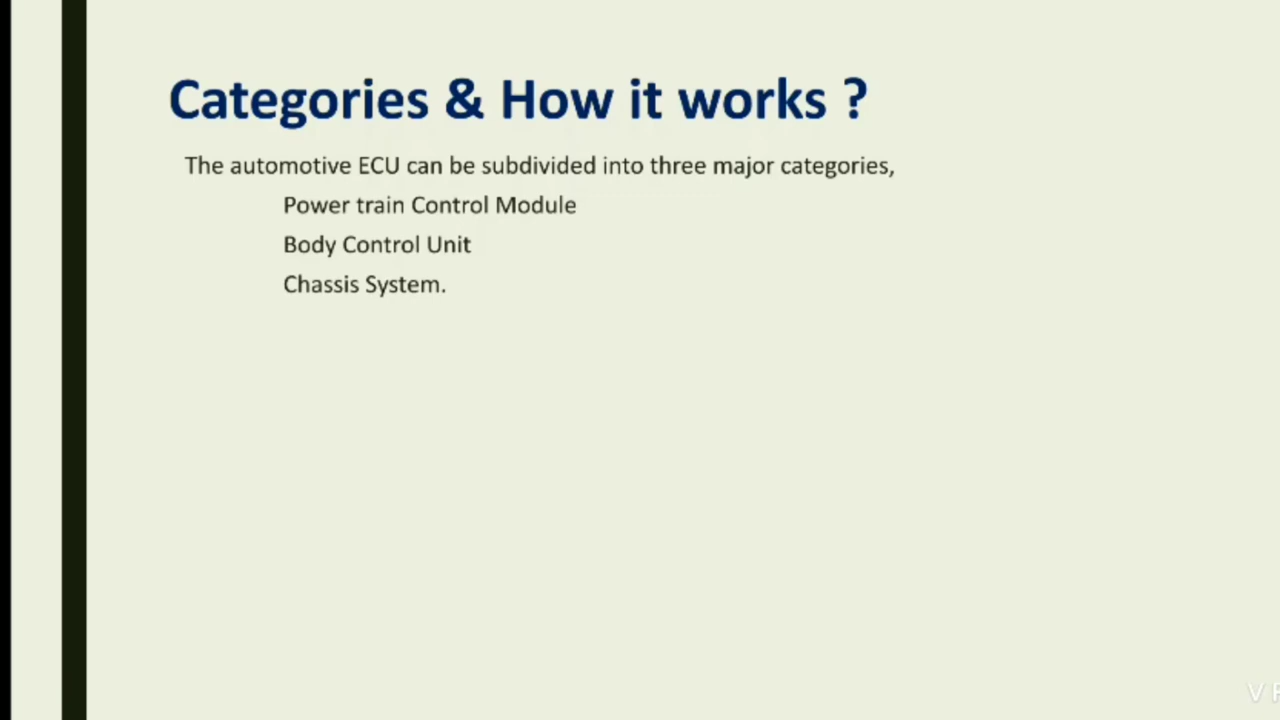 Categories & How it works ?
The automotive ECU can be subdivided into three major categories,
Power train Control Module
Body Control Unit
Chassis System.